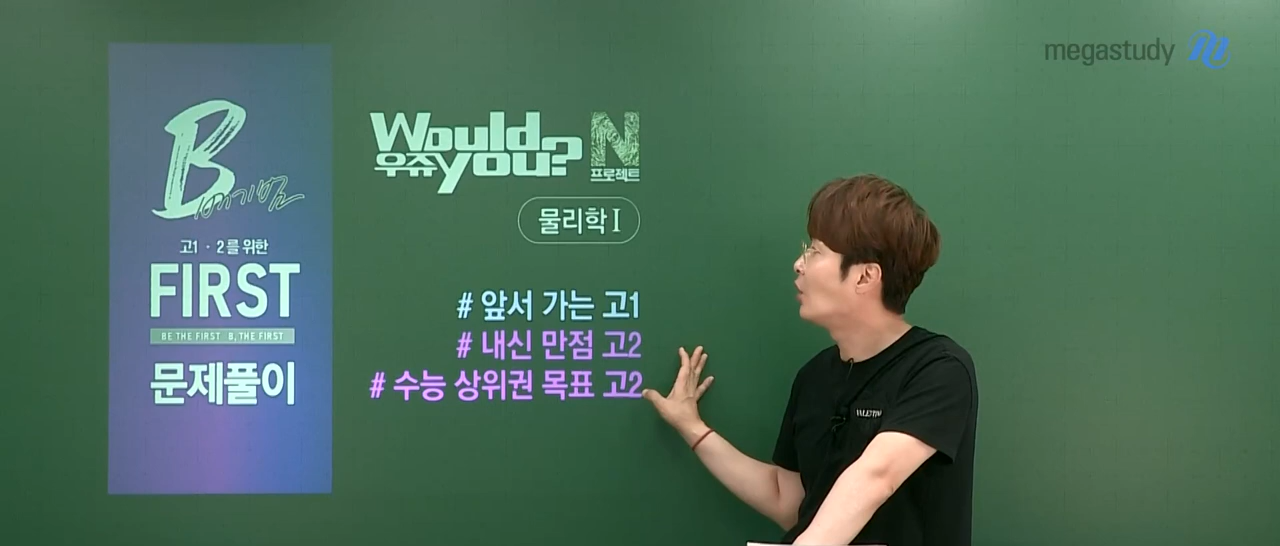 megastudy
B
배기범
고1 · 2를 위한
FIRST
BE THE FIRST B, THE FIRST
문제풀이
Would
우쥬 you? N
프로젝트
물리학 I
# 앞서 가는 고1
# 내신 만점 고2
# 수능 상위권 목표 고2